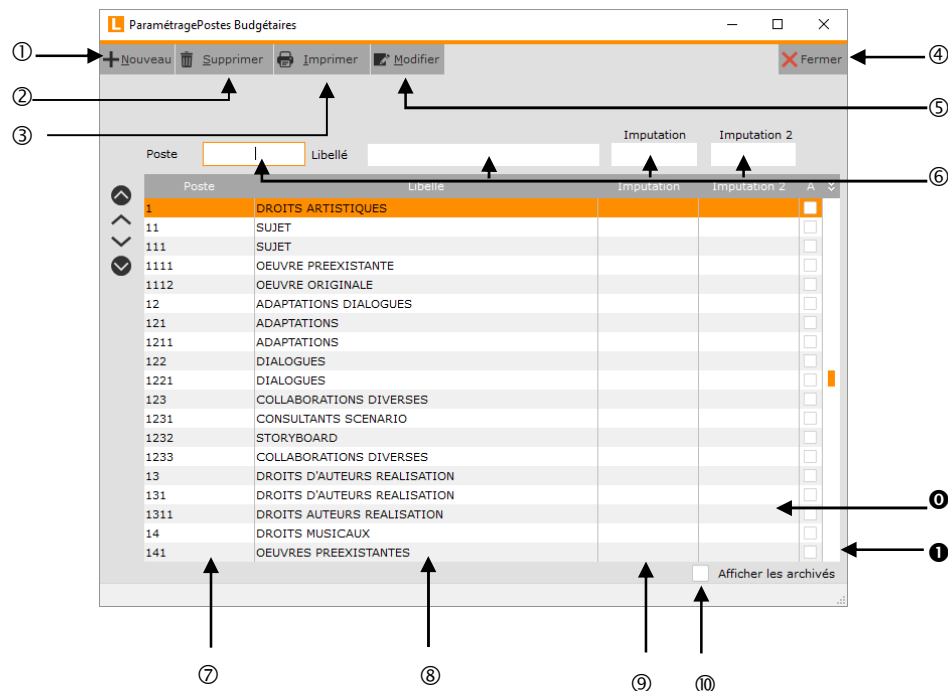 L ParamétragePostes Budgétaires
① Nouveau Supprimer Imprimer Modifier Fermer ④
②
⑤
③
Imputation Imputation 2
Poste Libellé
⑥
Poste Libellé Imputation Imputation 2 A
1 DROITS ARTISTIQUES
11 SUJET
111 SUJET
1111 OEUVRE PREEXISTANTE
1112 OEUVRE ORIGINALE
12 ADAPTATIONS DIALOGUES
121 ADAPTATIONS
1211 ADAPTATIONS
122 DIALOGUES
1221 DIALOGUES
123 COLLABORATIONS DIVERSES
1231 CONSULTANTS SCENARIO
1232 STORYBOARD
1233 COLLABORATIONS DIVERSES
13 DROITS D'AUTEURS REALISATION
131 DROITS D'AUTEURS REALISATION
⓿
1311 DROITS AUTEURS REALISATION
14 DROITS MUSICAUX
141 OEUVRES PREEXISTANTES ❶
Afficher les archivés
⑦ ⑧ ⑨ ⑩